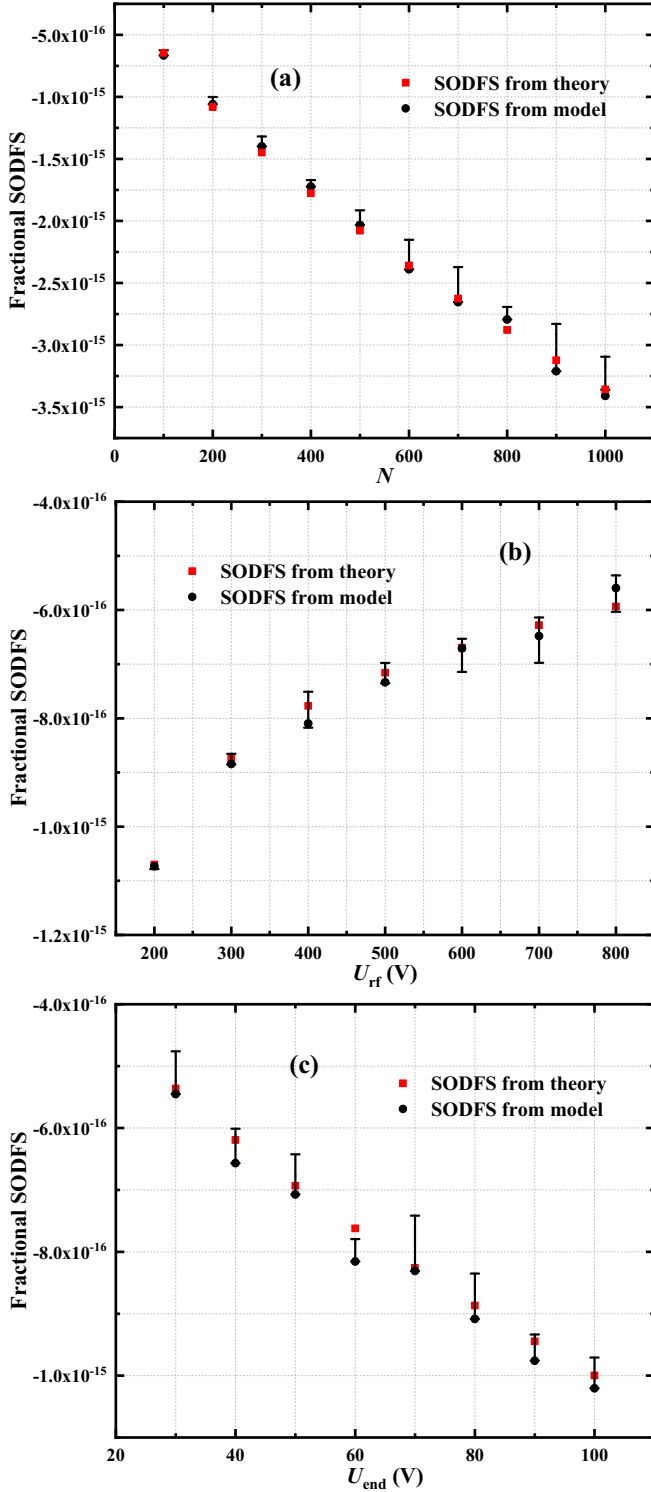 -5.0x10⁻¹⁶
-1.0x10⁻¹⁵
-1.5x10⁻¹⁵
-2.0x10⁻¹⁵
-2.5x10⁻¹⁵
-3.0x10⁻¹⁵
-3.5x10⁻¹⁵
Fractional SODFS
(a)
SODFS from theory
SODFS from model
0 200 400 600 800 1000
N
-4.0x10⁻¹⁶
-6.0x10⁻¹⁶
-8.0x10⁻¹⁶
-1.0x10⁻¹⁵
-1.2x10⁻¹⁵
Fractional SODFS
(b)
SODFS from theory
SODFS from model
200 300 400 500 600 700 800
U_rf (V)
-4.0x10⁻¹⁶
-6.0x10⁻¹⁶
-8.0x10⁻¹⁶
-1.0x10⁻¹⁵
Fractional SODFS
(c)
SODFS from theory
SODFS from model
20 40 60 80 100
U_end (V)